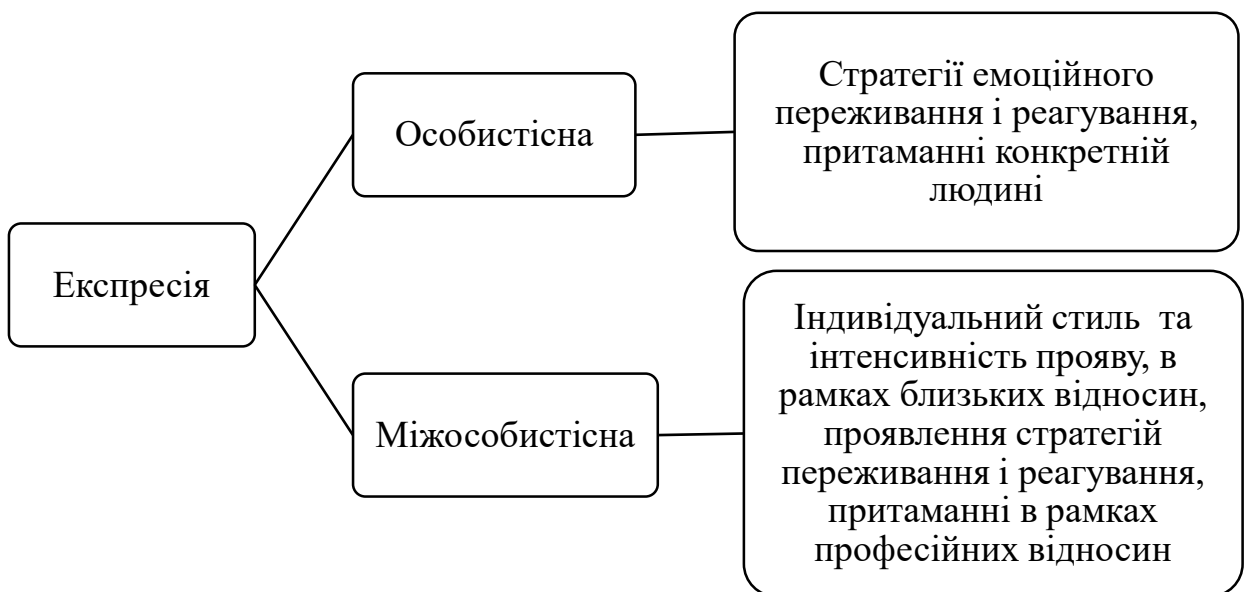 Експресія
Особистісна
Стратегії емоційного
переживання і реагування,
притаманні конкретній
людині
Міжособистісна
Індивідуальний стиль  та
інтенсивність прояву, в
рамках близьких відносин,
проявлення стратегій
переживання і реагування,
притаманні в рамках
професійних відносин